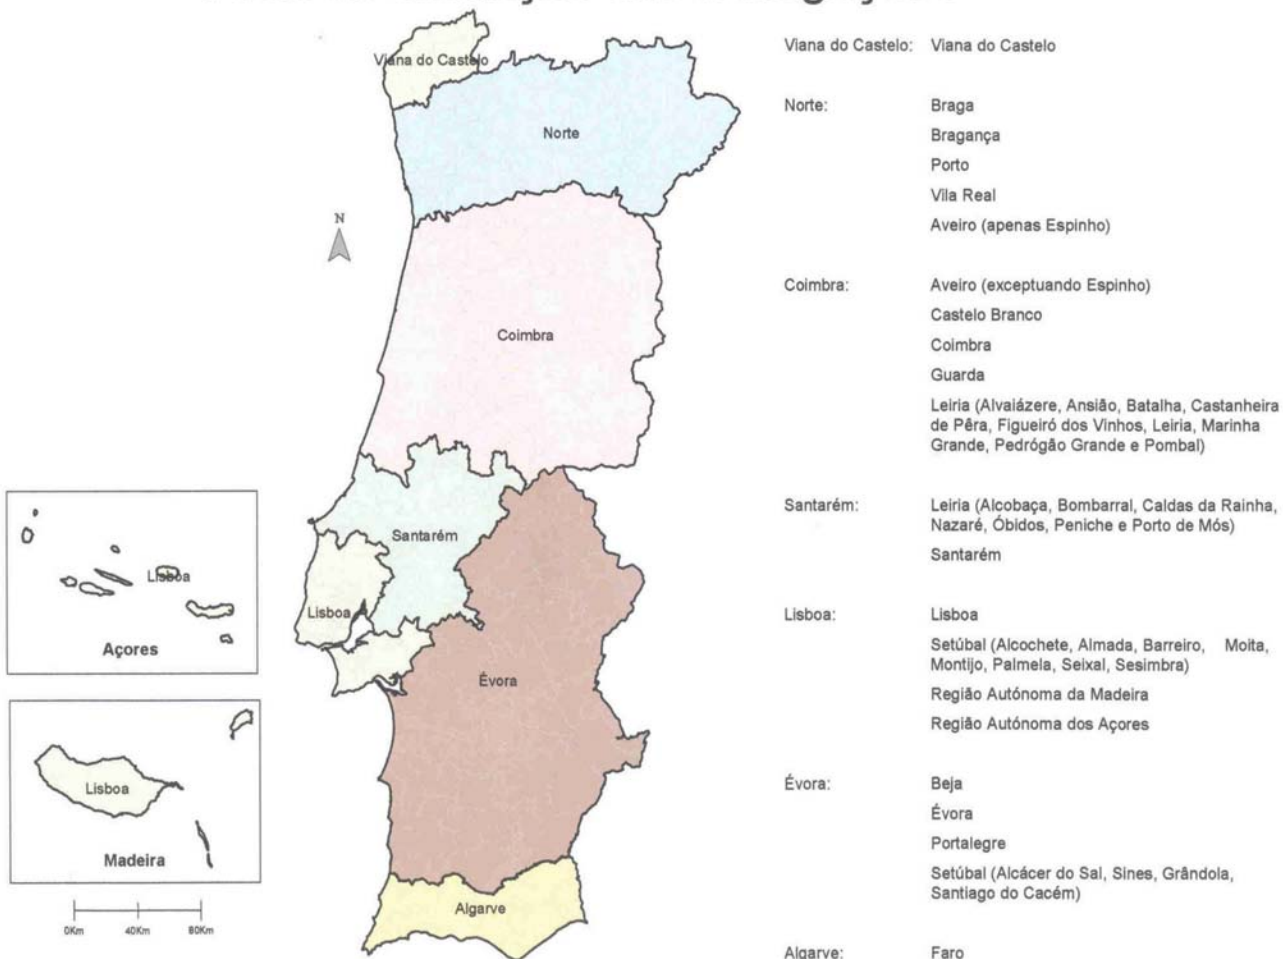 Viana do Castelo
Norte
N
Coimbra
Santarém
Lisboa
Évora
Algarve
Lisboa
Açores
Lisboa
Madeira
0Km 40Km 80Km
Viana do Castelo: Viana do Castelo
Norte: Braga
Bragança
Porto
Vila Real
Aveiro (apenas Espinho)
Coimbra: Aveiro (exceptuando Espinho)
Castelo Branco
Coimbra
Guarda
Leiria (Alvaiázere, Ansião, Batalha, Castanheira
de Pêra, Figueiró dos Vinhos, Leiria, Marinha
Grande, Pedrógão Grande e Pombal)
Santarém: Leiria (Alcobaça, Bombarral, Caldas da Rainha,
Nazaré, Óbidos, Peniche e Porto de Mós)
Santarém
Lisboa: Lisboa
Setúbal (Alcochete, Almada, Barreiro, Moita,
Montijo, Palmela, Seixal, Sesimbra)
Região Autónoma da Madeira
Região Autónoma dos Açores
Évora: Beja
Évora
Portalegre
Setúbal (Alcácer do Sal, Sines, Grândola,
Santiago do Cacém)
Algarve: Faro